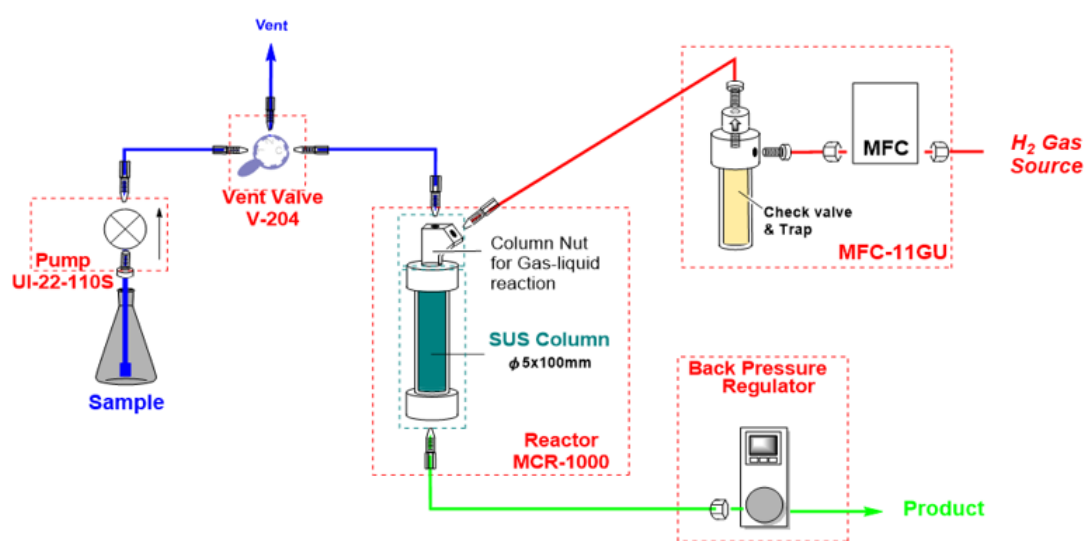 Vent
Vent Valve
V-204
Pump
UI-22-110S
Sample
Column Nut
for Gas-liquid
reaction
SUS Column
ϕ5x100mm
Reactor
MCR-1000
MFC
H₂ Gas
Source
Check valve
& Trap
MFC-11GU
Back Pressure
Regulator
Product